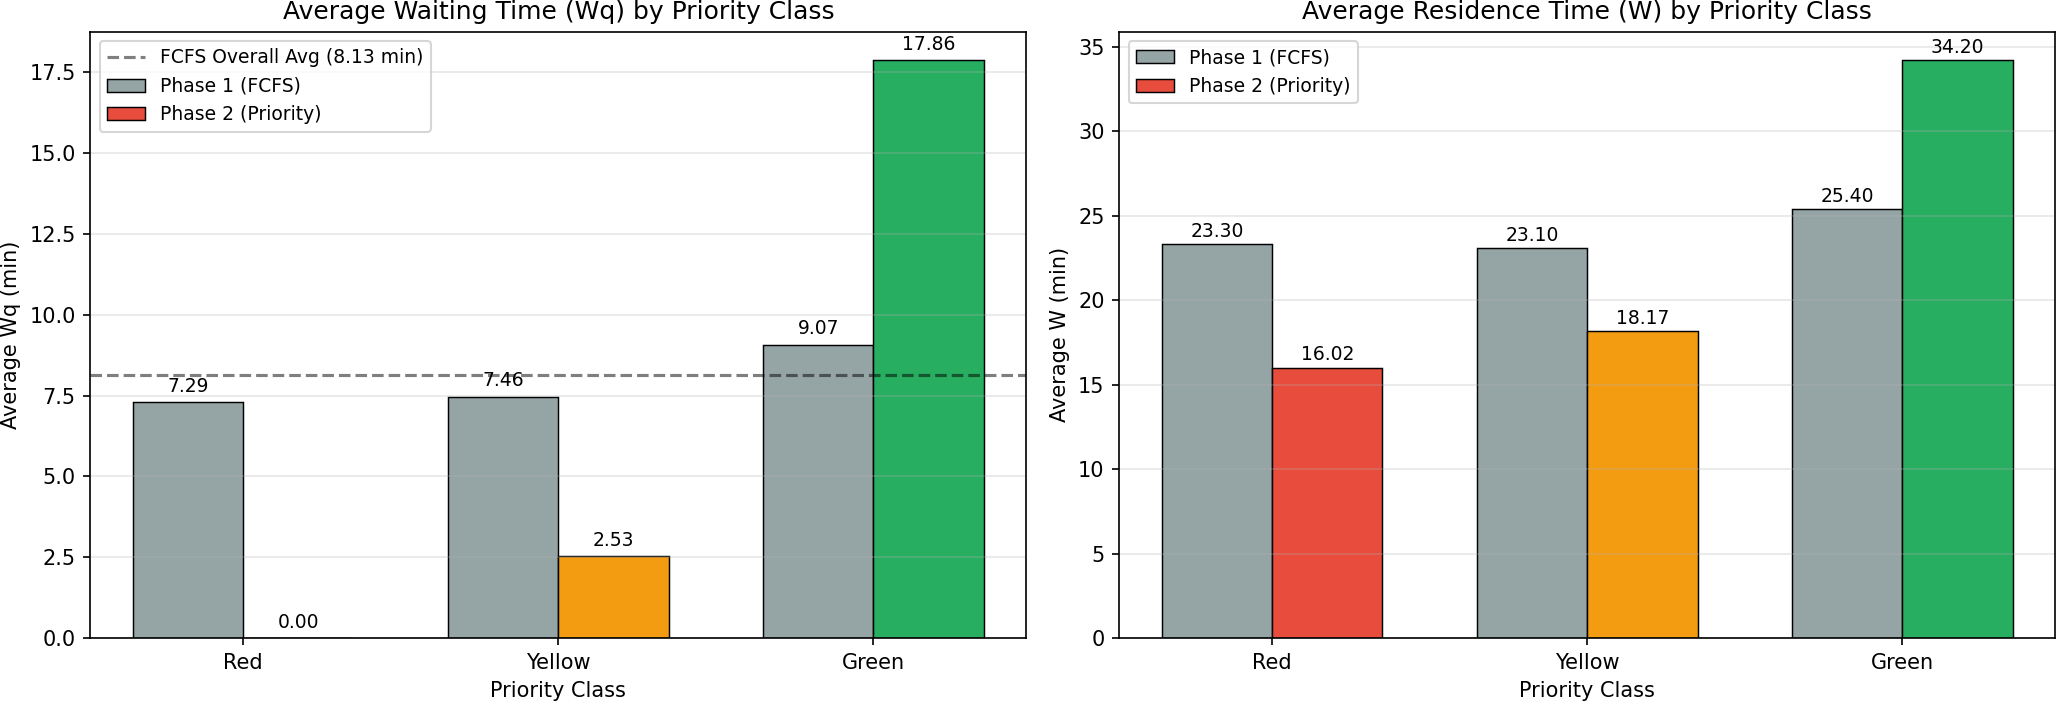 Average Waiting Time (Wq) by Priority Class
FCFS Overall Avg (8.13 min)
Phase 1 (FCFS)
Phase 2 (Priority)
Average Wq (min)
17.5
15.0
12.5
10.0
7.5
5.0
2.5
0.0
7.29
0.00
7.46
2.53
9.07
17.86
Red
Yellow
Green
Priority Class
Average Residence Time (W) by Priority Class
Phase 1 (FCFS)
Phase 2 (Priority)
Average W (min)
35
30
25
20
15
10
5
0
23.30
16.02
23.10
18.17
25.40
34.20
Red
Yellow
Green
Priority Class